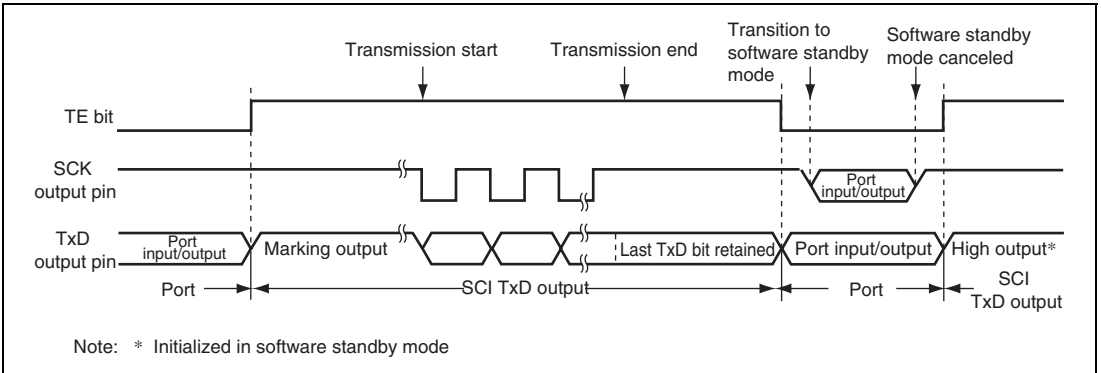 Transmission start
Transmission end
Transition to
software standby
mode
Software standby
mode canceled
TE bit
SCK
output pin
Port
input/output
TxD
output pin
Port
input/output
Marking output
Last TxD bit retained
Port input/output
High output*
Port
SCI TxD output
Port
SCI
TxD output
Note: * Initialized in software standby mode